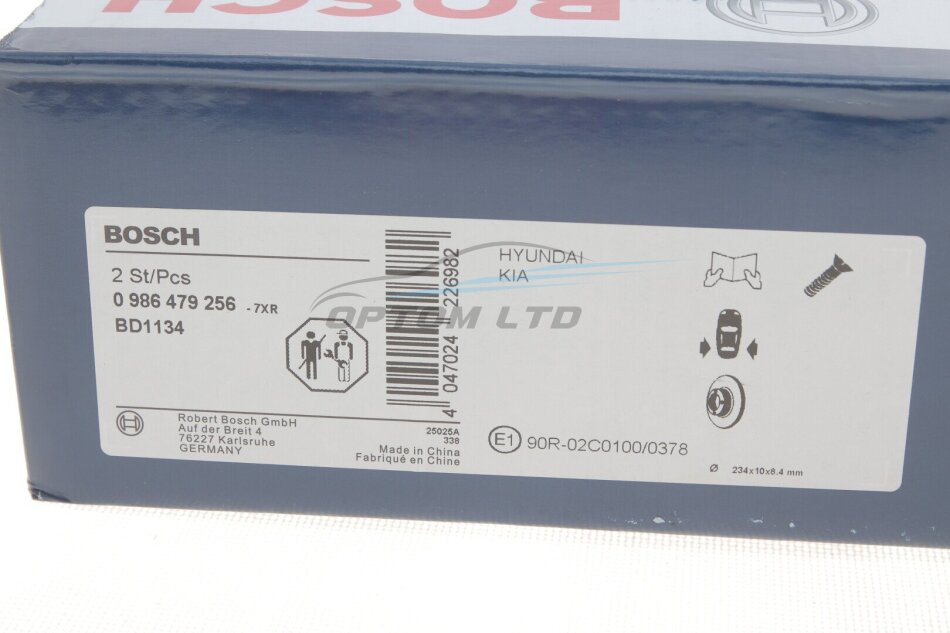 BOSCH
BOSCH
2 St/Pcs
0 986 479 256 - 7XR
BD1134
4 047024 226982
HYUNDAI
KIA
OPTOM LTD
Robert Bosch GmbH
Auf der Breit 4
76227 Karlsruhe
GERMANY
25025A
338
Made in China
Fabriqué en Chine
E1 90R-02C0100/0378
Ø 234x10x8.4 mm